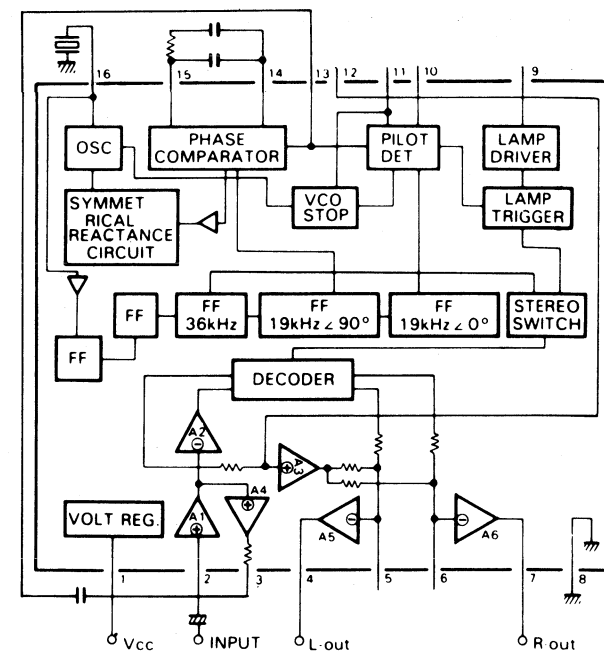 16 15 14 13 12 11 10 9
OSC
PHASE
COMPARATOR
PILOT
DET
LAMP
DRIVER
VCO
STOP
LAMP
TRIGGER
SYMMET
RICAL
REACTANCE
CIRCUIT
FF
FF
FF
36kHz
FF
19kHz∠90°
FF
19kHz∠0°
STEREO
SWITCH
DECODER
A2
A3
A4
A1
VOLT REG.
A5
A6
1 2 3 4 5 6 7 8
Vcc
INPUT
L-out
R-out